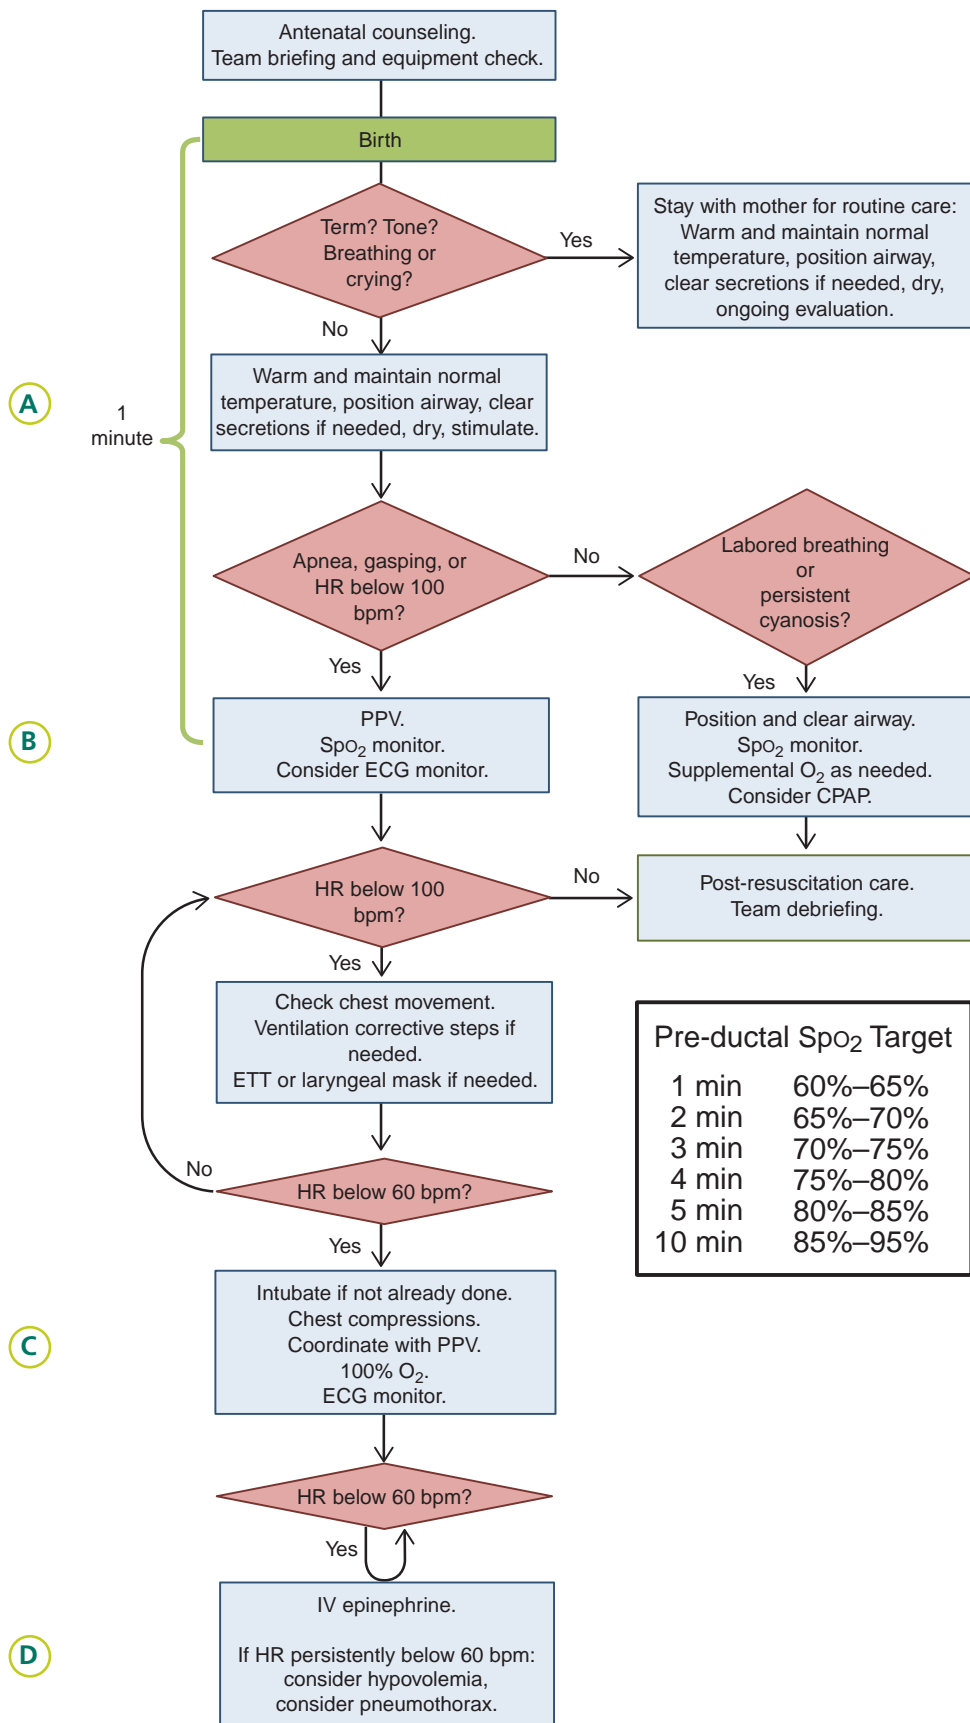 Antenatal counseling.
Team briefing and equipment check.
Birth
Term? Tone?
Breathing or
crying?
Yes
Stay with mother for routine care:
Warm and maintain normal
temperature, position airway,
clear secretions if needed, dry,
ongoing evaluation.
No
A
1
minute
Warm and maintain normal
temperature, position airway, clear
secretions if needed, dry, stimulate.
Apnea, gasping, or
HR below 100
bpm?
No
Labored breathing
or
persistent
cyanosis?
Yes
Yes
B
PPV.
SpO₂ monitor.
Consider ECG monitor.
Position and clear airway.
SpO₂ monitor.
Supplemental O₂ as needed.
Consider CPAP.
HR below 100
bpm?
No
Post-resuscitation care.
Team debriefing.
Yes
Check chest movement.
Ventilation corrective steps if
needed.
ETT or laryngeal mask if needed.
Pre-ductal SpO₂ Target
1 min 60%–65%
2 min 65%–70%
3 min 70%–75%
4 min 75%–80%
5 min 80%–85%
10 min 85%–95%
No
HR below 60 bpm?
Yes
C
Intubate if not already done.
Chest compressions.
Coordinate with PPV.
100% O₂.
ECG monitor.
HR below 60 bpm?
Yes
D
IV epinephrine.
If HR persistently below 60 bpm:
consider hypovolemia,
consider pneumothorax.